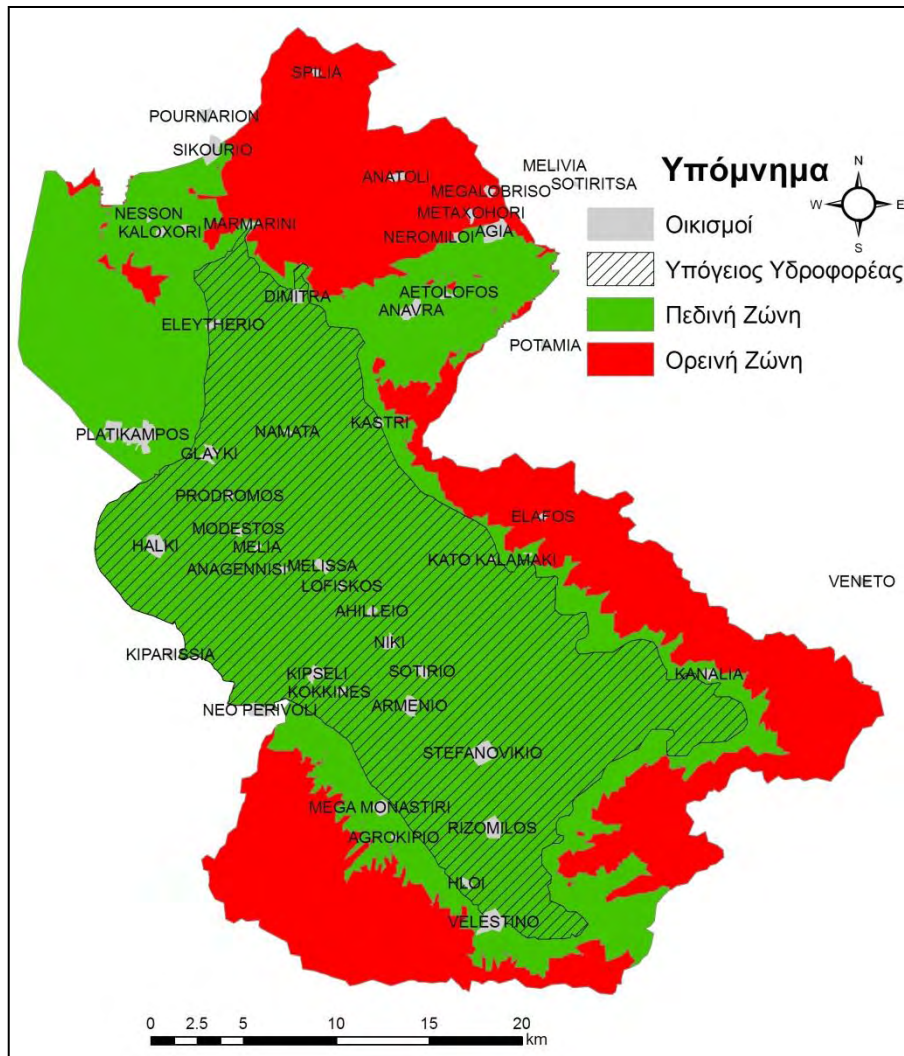 SPILIA
POURNARION
SIKOURIO
MELIVIA
SOTIRITSA
ANATOLI
MEGALOBRISO
METAXOHORI
NEROMILOI
AGIA
NESSON
KALOXORI
MARMARINI
Υπόμνημα
N
W
E
S
Οικισμοί
Υπόγειος Υδροφορέας
Πεδινή Ζώνη
Ορεινή Ζώνη
DIMITRA
AETOLOFOS
ANAVRA
ELEYTHERIO
POTAMIA
PLATIKAMPOS
NAMATA
KASTRI
GLAYKI
PRODROMOS
ELAFOS
MODESTOS
HALKI
MELIA
ANAGENNISI
MELISSA
LOFISKOS
KATO KALAMAKI
VENETO
AHILLEIO
NIKI
KIPARISSIA
KIPSELI
SOTIRIO
KOKKINES
KANALIA
NEO PERIVOLI
ARMENIO
STEFANOVIKIO
MEGA MONASTIRI
RIZOMILOS
AGROKIPIO
HLOI
VELESTINO
0 2.5 5 10 15 20
km